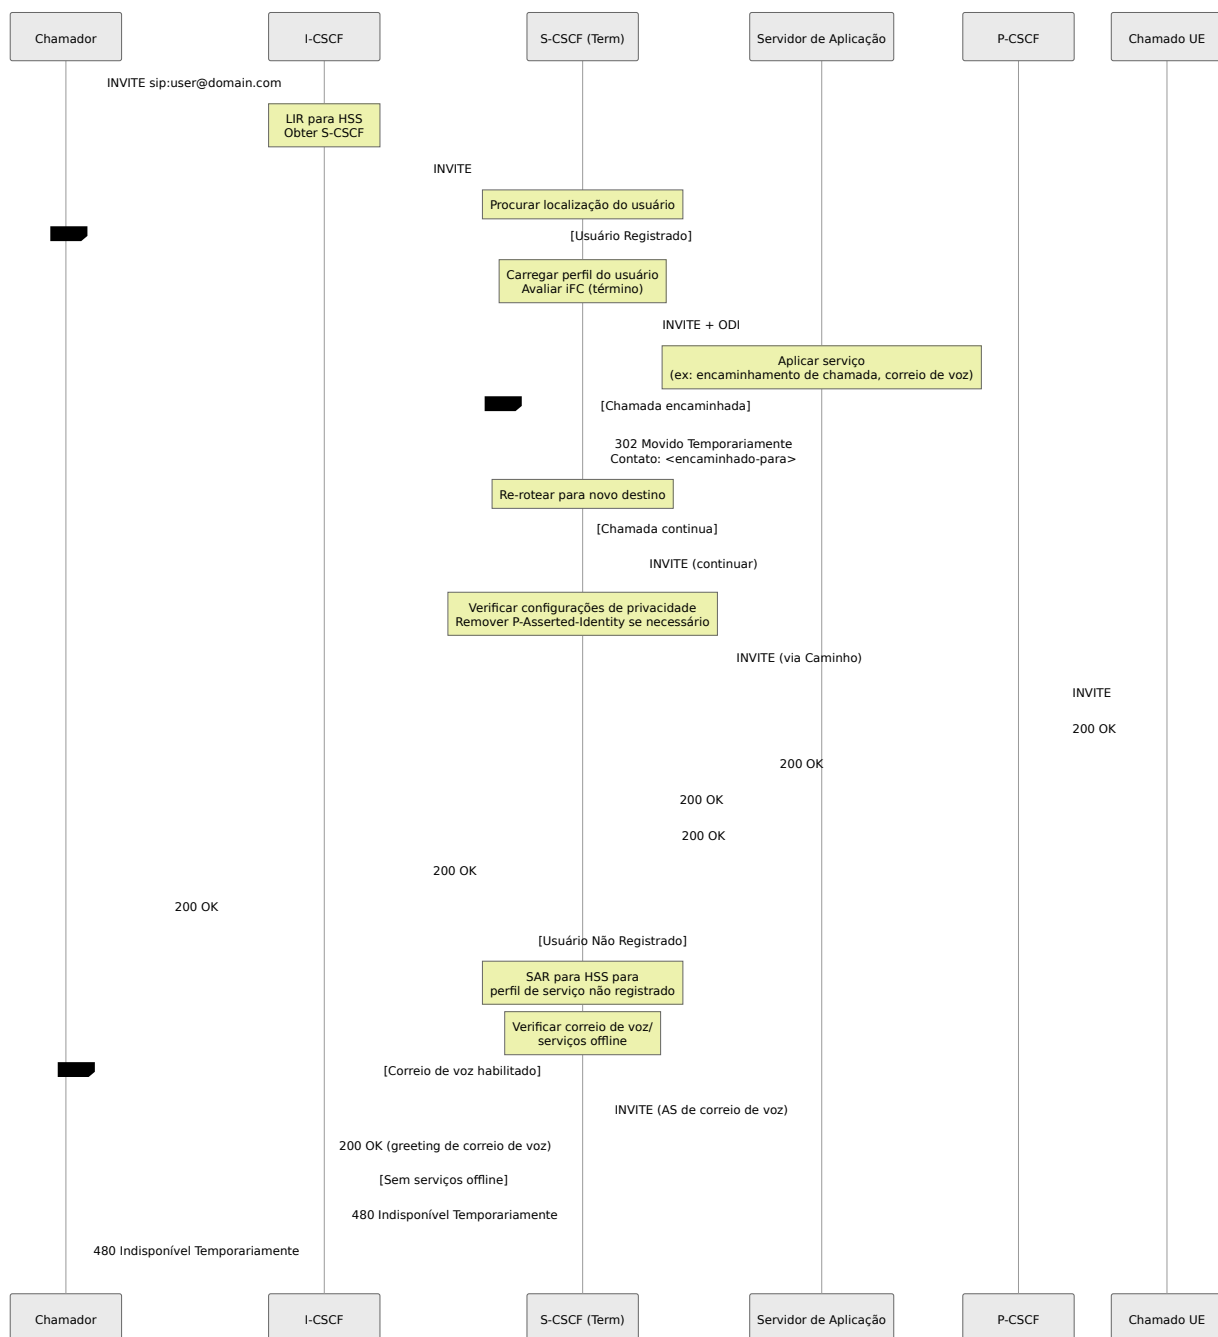 Chamador
I-CSCF
S-CSCF (Term)
Servidor de Aplicação
P-CSCF
Chamado UE
INVITE sip:user@domain.com
LIR para HSS
Obter S-CSCF
INVITE
Procurar localização do usuário
[Usuário Registrado]
Carregar perfil do usuário
Avaliar iFC (término)
INVITE + ODI
Aplicar serviço
(ex: encaminhamento de chamada, correio de voz)
[Chamada encaminhada]
302 Movido Temporariamente
Contato: <encaminhado-para>
Re-rotear para novo destino
[Chamada continua]
INVITE (continuar)
Verificar configurações de privacidade
Remover P-Asserted-Identity se necessário
INVITE (via Caminho)
INVITE
200 OK
200 OK
200 OK
200 OK
200 OK
200 OK
[Usuário Não Registrado]
SAR para HSS para
perfil de serviço não registrado
Verificar correio de voz/
serviços offline
[Correio de voz habilitado]
INVITE (AS de correio de voz)
200 OK (greeting de correio de voz)
[Sem serviços offline]
480 Indisponível Temporariamente
480 Indisponível Temporariamente
Chamador
I-CSCF
S-CSCF (Term)
Servidor de Aplicação
P-CSCF
Chamado UE